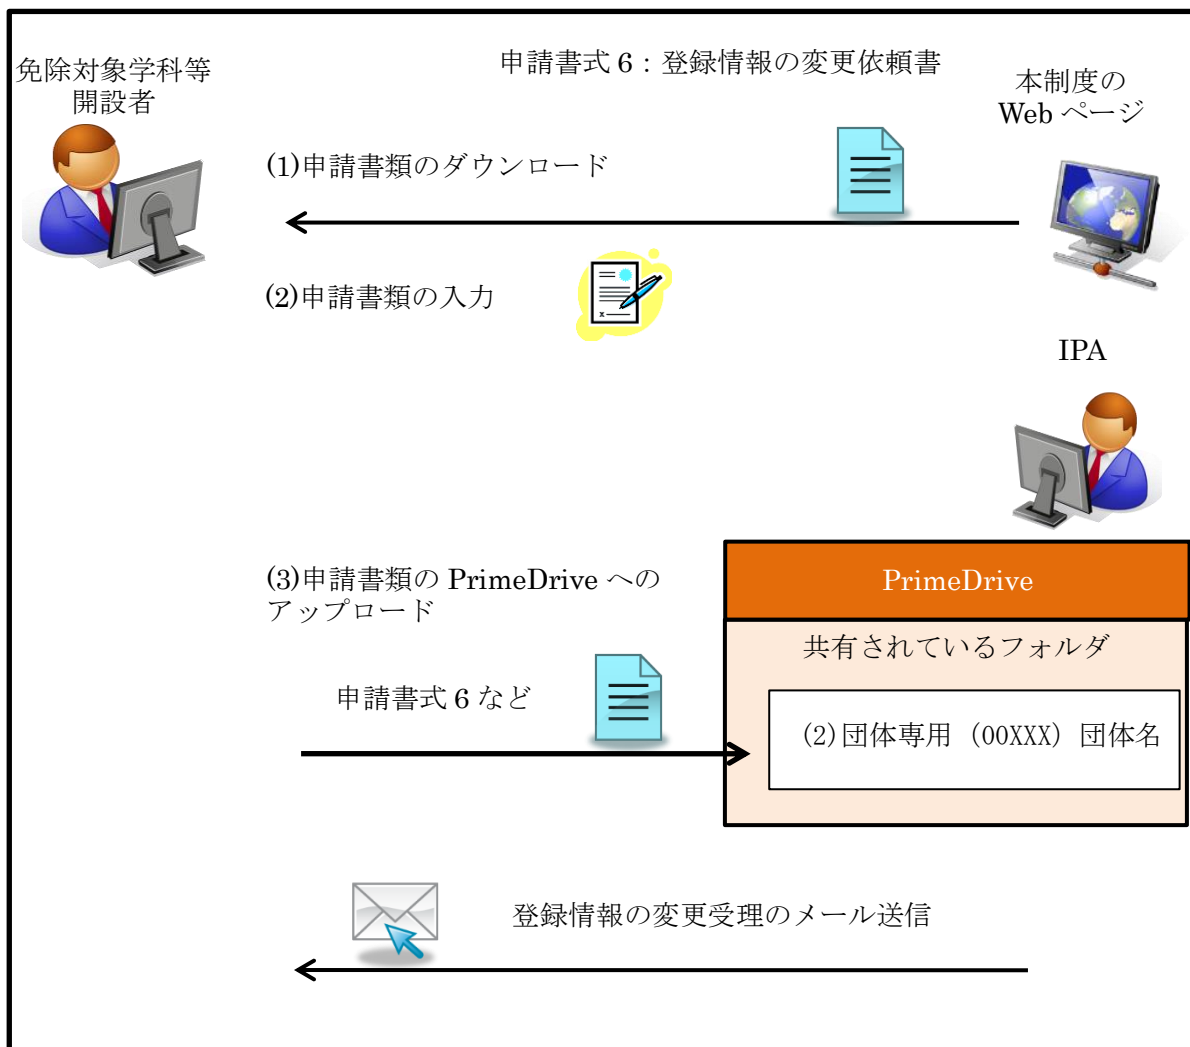 免除対象学科等
開設者
申請書式 6：登録情報の変更依頼書
本制度の
Web ページ
(1)申請書類のダウンロード
(2)申請書類の入力
IPA
(3)申請書類の PrimeDrive への
アップロード
PrimeDrive
共有されているフォルダ
申請書式 6 など
(2)団体専用（00XXX）団体名
登録情報の変更受理のメール送信